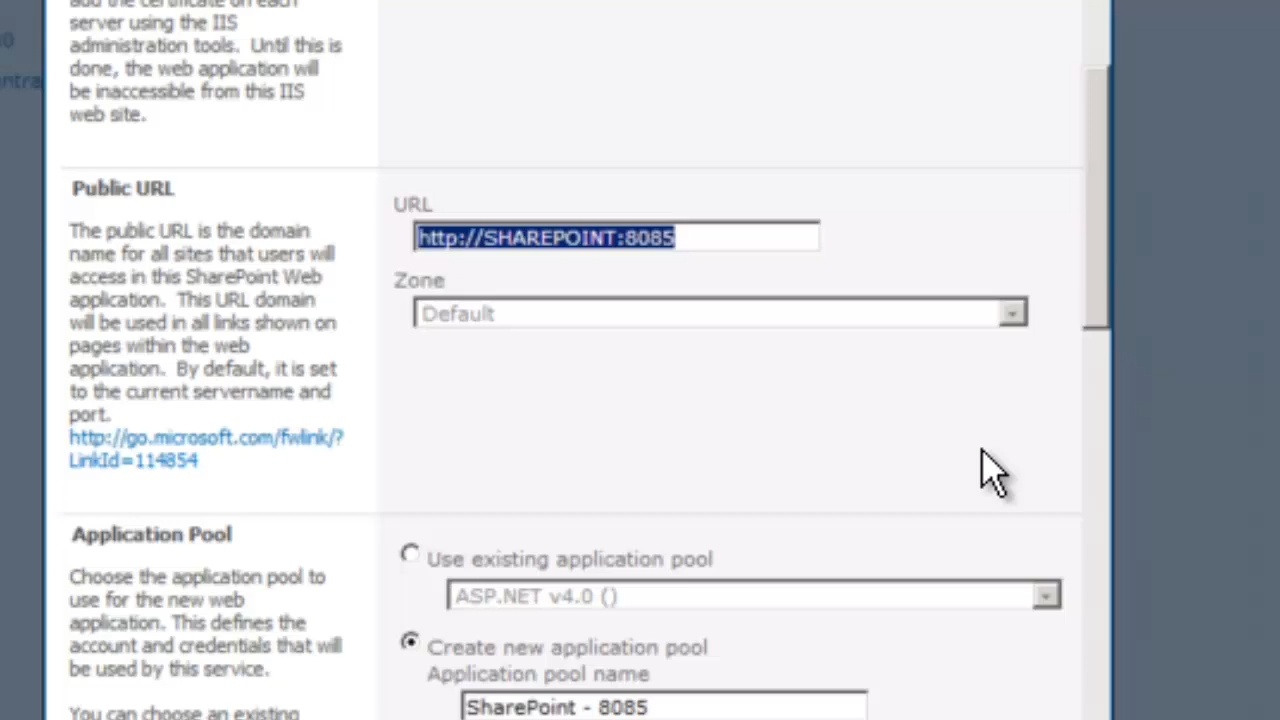 add the certificate on each
server using the IIS
administration tools.  Until this is
done, the web application will
be inaccessible from this IIS
web site.
Public URL
The public URL is the domain
name for all sites that users will
access in this SharePoint Web
application.  This URL domain
will be used in all links shown on
pages within the web
application.  By default, it is set
to the current servername and
port.
http://go.microsoft.com/fwlink/?
LinkId=114854
URL
http://SHAREPOINT:8085
Zone
Default
Application Pool
Choose the application pool to
use for the new web
application. This defines the
account and credentials that will
be used by this service.
You can choose an existing
Use existing application pool
ASP.NET v4.0 ()
Create new application pool
Application pool name
SharePoint - 8085